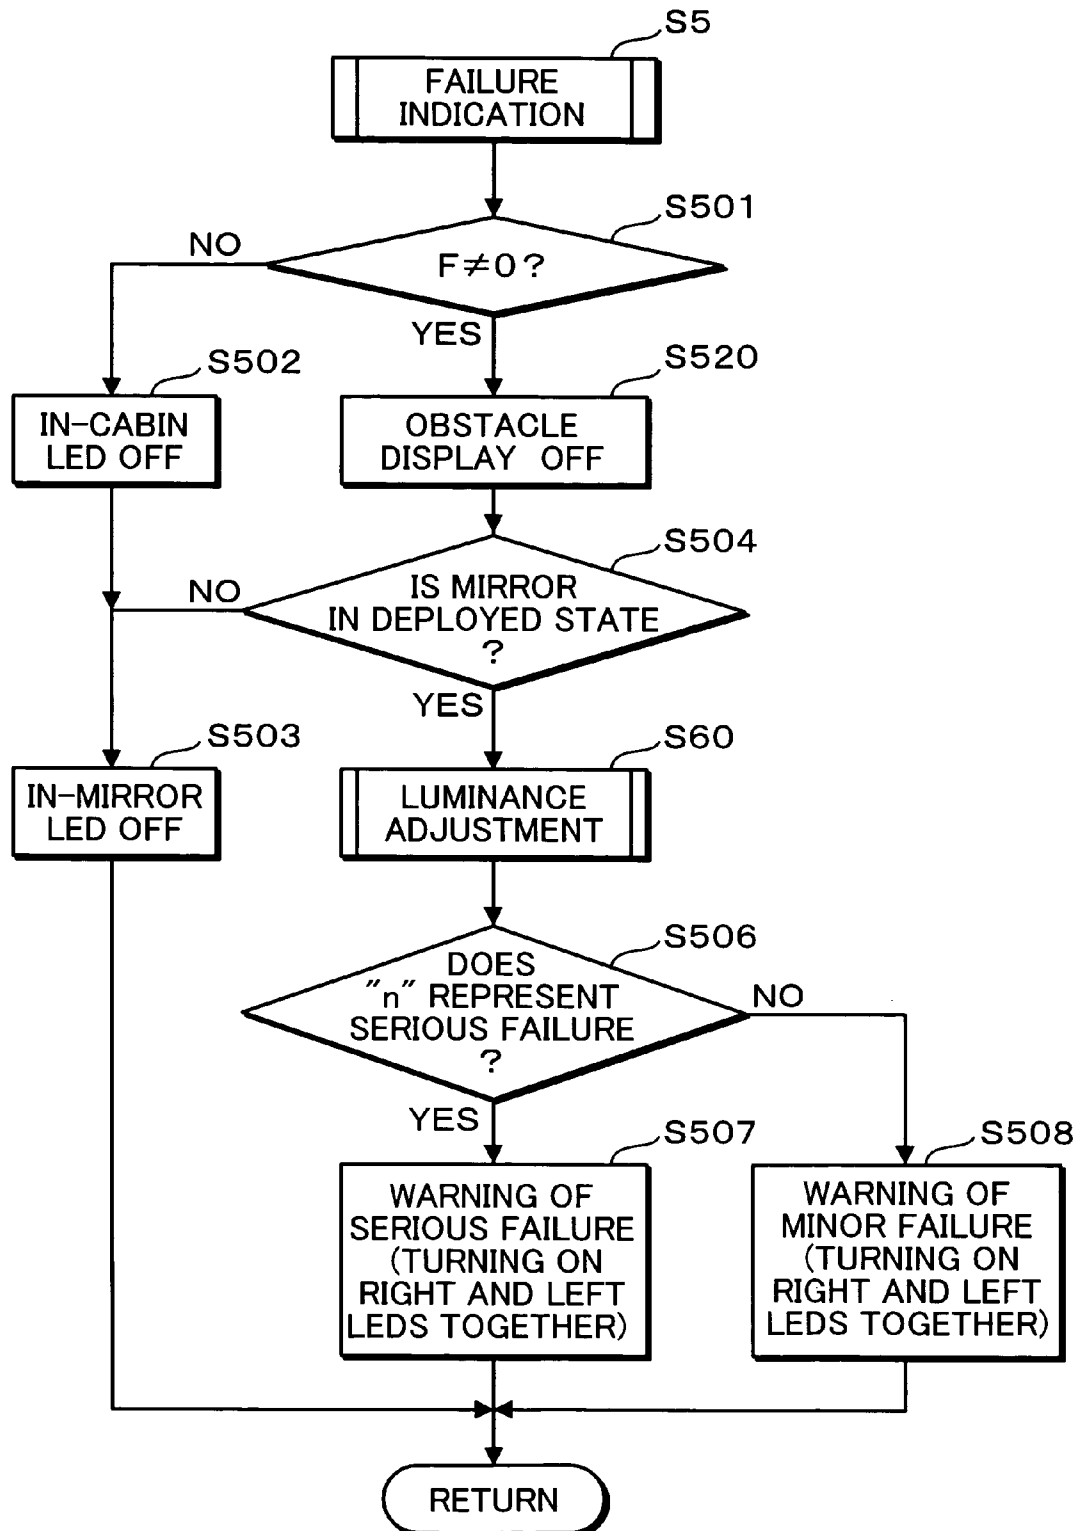 S5
FAILURE
INDICATION
S501
F≠0?
NO
YES
S502
IN-CABIN
LED OFF
S520
OBSTACLE
DISPLAY OFF
S504
IS MIRROR
IN DEPLOYED STATE
?
NO
YES
S503
IN-MIRROR
LED OFF
S60
LUMINANCE
ADJUSTMENT
S506
DOES
"n" REPRESENT
SERIOUS FAILURE
?
NO
YES
S507
WARNING OF
SERIOUS FAILURE
(TURNING ON
RIGHT AND LEFT
LEDS TOGETHER)
S508
WARNING OF
MINOR FAILURE
(TURNING ON
RIGHT AND LEFT
LEDS TOGETHER)
RETURN